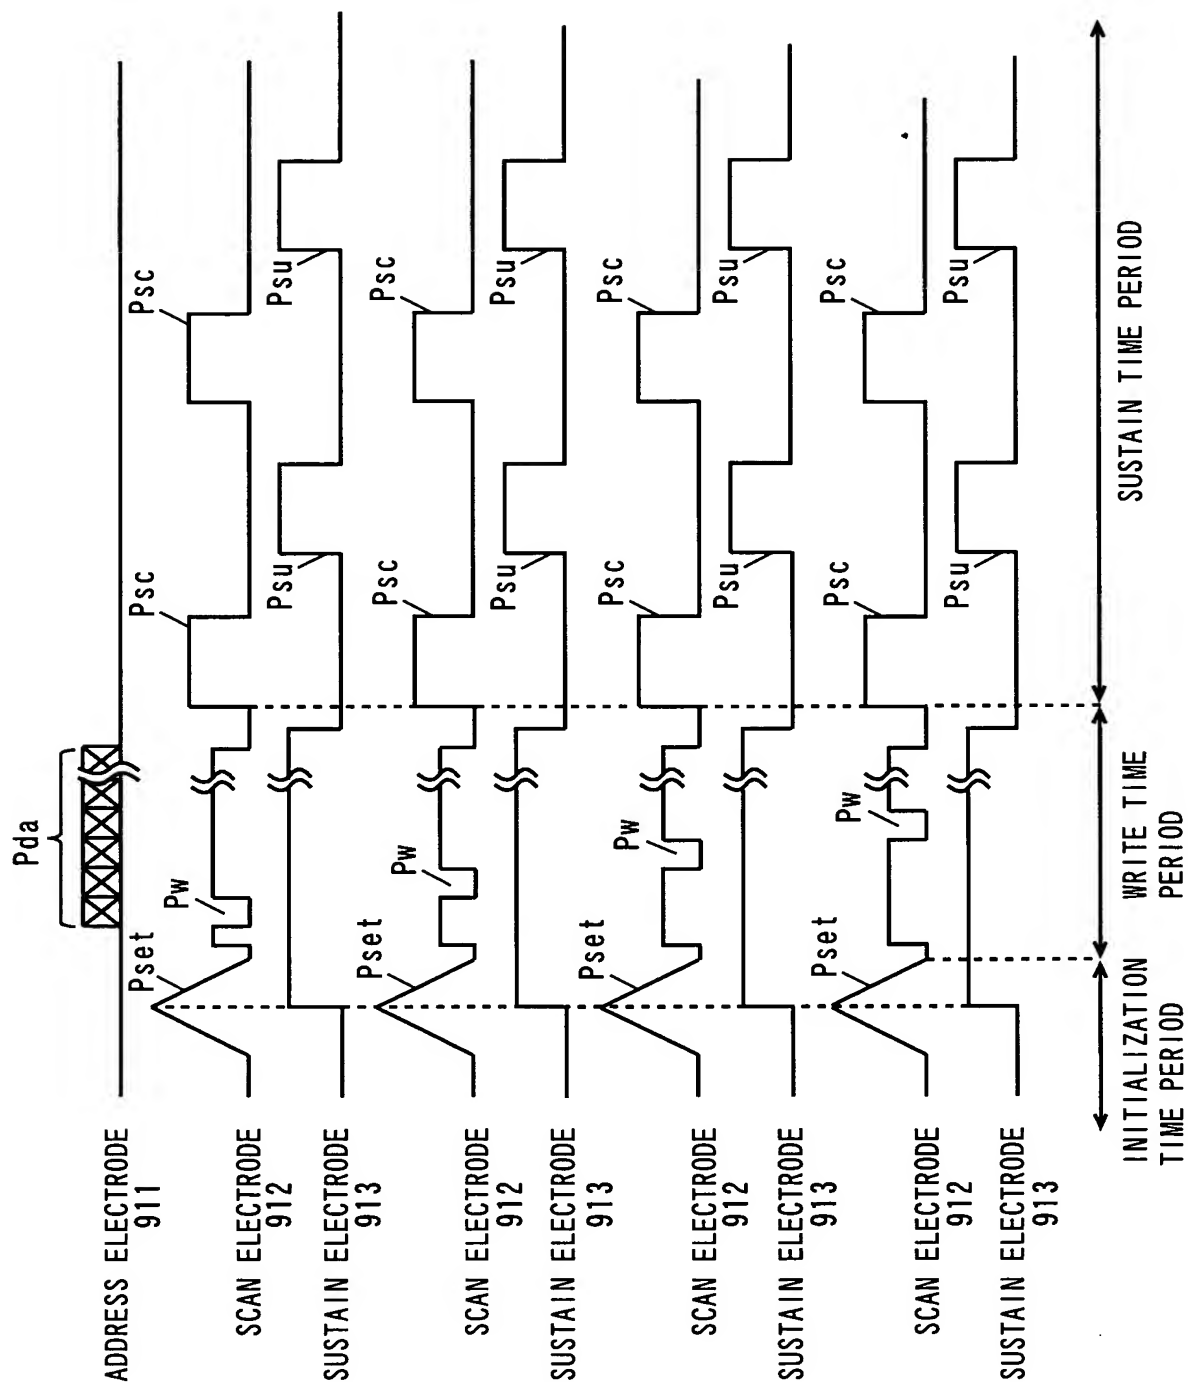 Pda
ADDRESS ELECTRODE
911
Pset
Pw
Psc
Psc
SCAN ELECTRODE
912
Psu
Psu
SUSTAIN ELECTRODE
913
Pset
Pw
Psc
Psc
SCAN ELECTRODE
912
Psu
Psu
SUSTAIN ELECTRODE
913
Pset
Pw
Psc
Psc
SCAN ELECTRODE
912
Psu
Psu
SUSTAIN ELECTRODE
913
Pset
Pw
Psc
Psc
SCAN ELECTRODE
912
Psu
Psu
SUSTAIN ELECTRODE
913
INITIALIZATION
TIME PERIOD
WRITE TIME
PERIOD
SUSTAIN TIME PERIOD